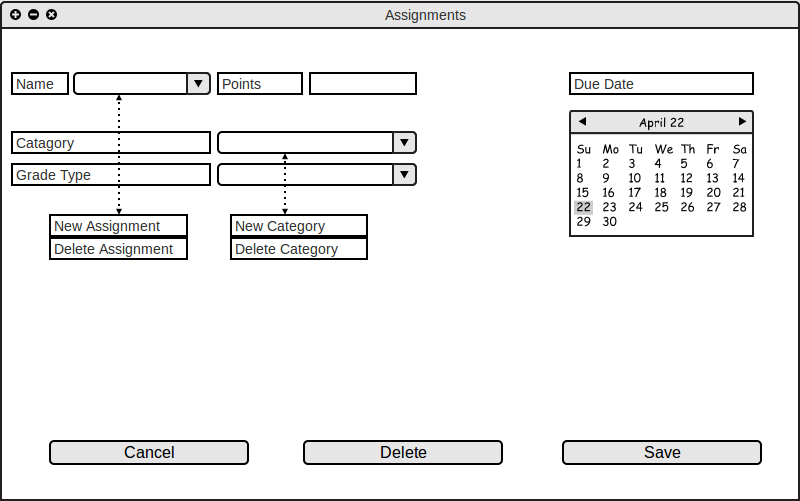 Assignments
Name
Points
Due Date
April 22
Su Mo Tu We Th Fr Sa
1 2 3 4 5 6 7
8 9 10 11 12 13 14
15 16 17 18 19 20 21
22 23 24 25 26 27 28
29 30
Catagory
Grade Type
New Assignment
Delete Assignment
New Category
Delete Category
Cancel
Delete
Save